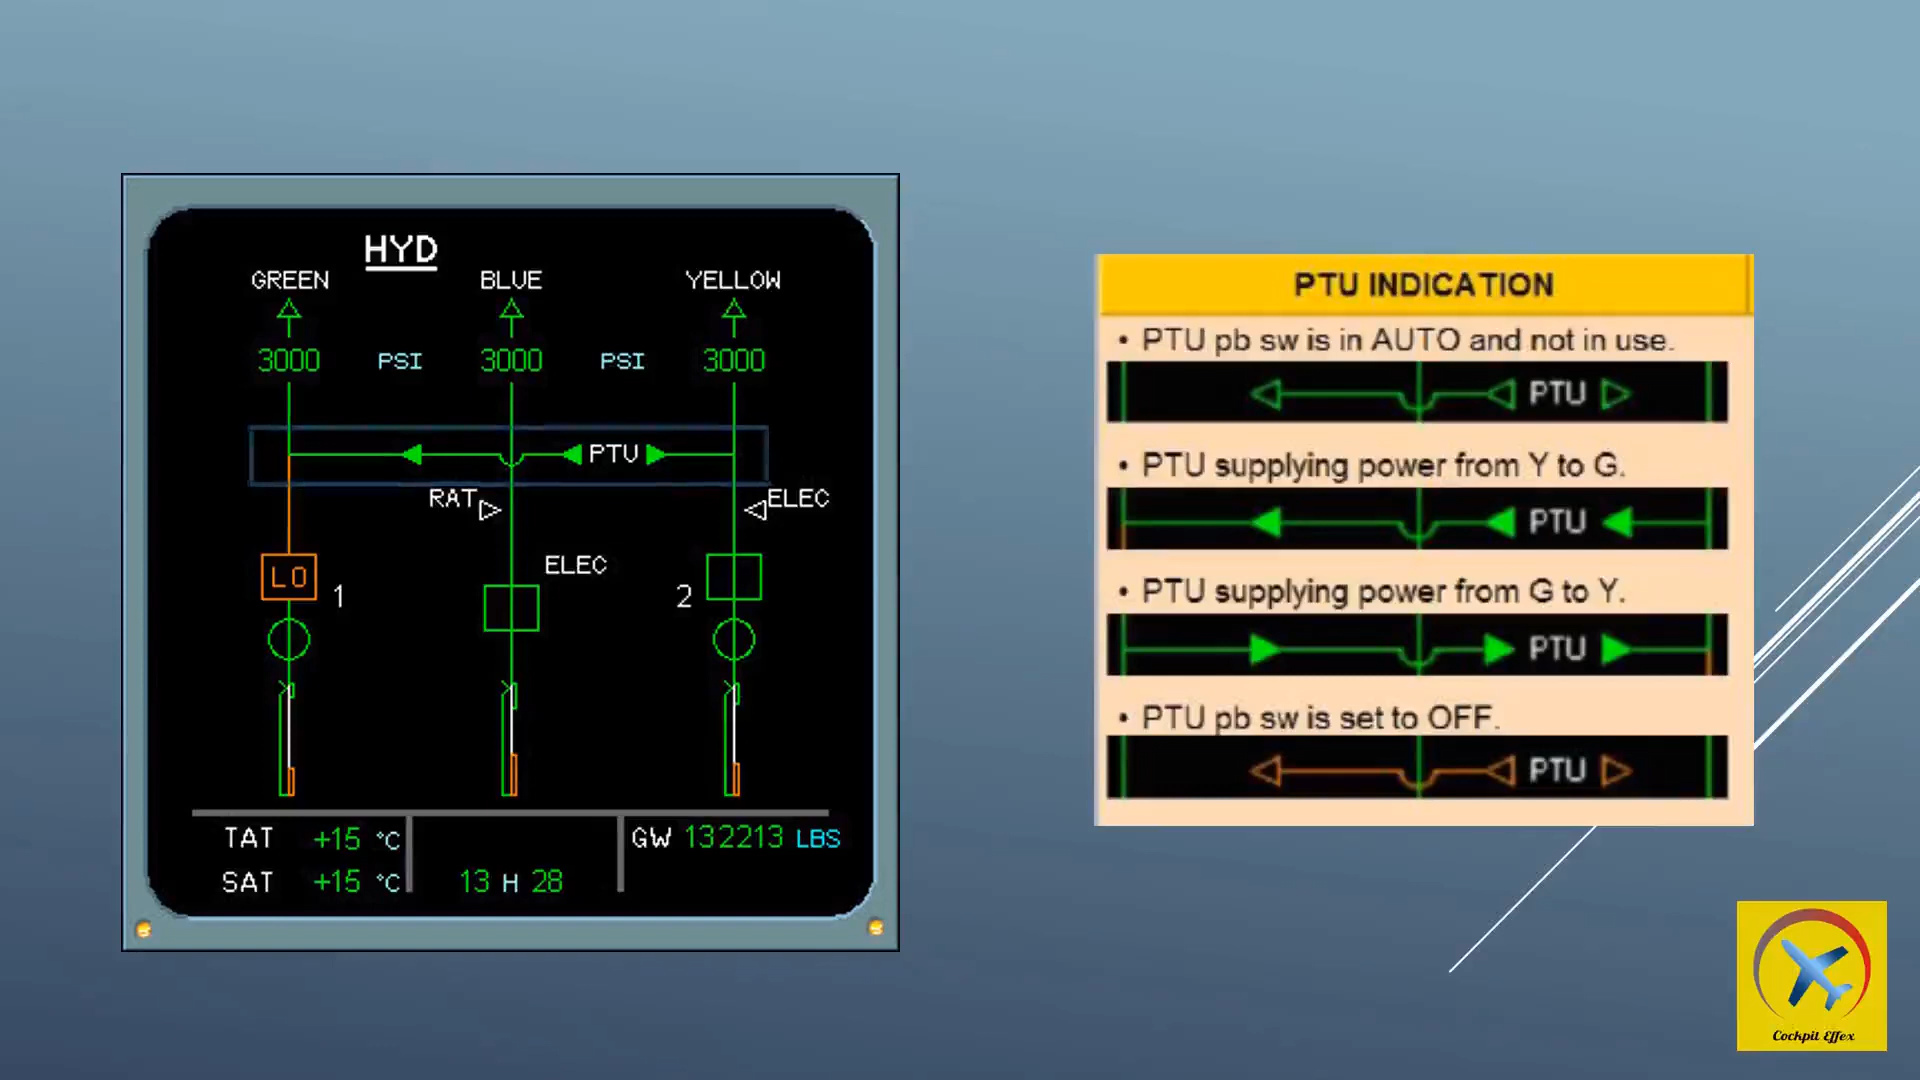 HYD
GREEN BLUE YELLOW
3000 PSI 3000 PSI 3000
PTU
RAT ELEC
ELEC
LO 1 2
TAT +15 °C GW 132213 LBS
SAT +15 °C 13 H 28
PTU INDICATION
• PTU pb sw is in AUTO and not in use.
PTU
• PTU supplying power from Y to G.
PTU
• PTU supplying power from G to Y.
PTU
• PTU pb sw is set to OFF.
PTU
Cockpit Effex